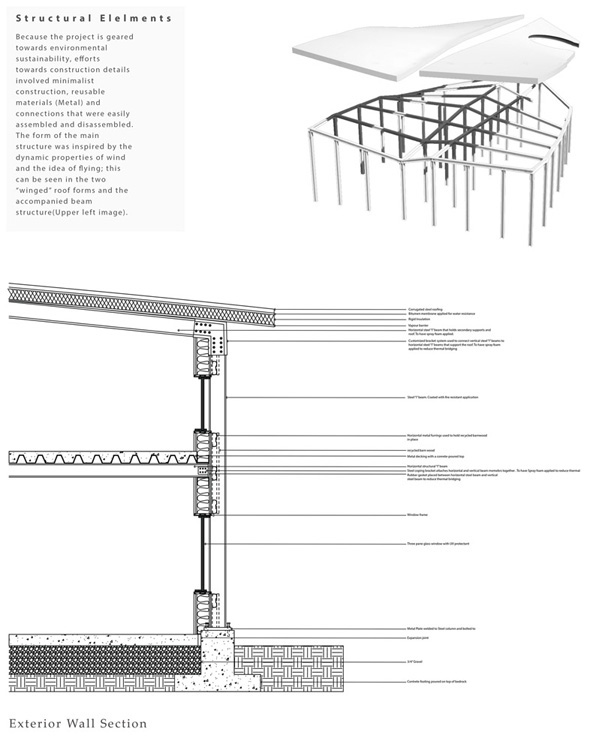 Structural Elelments
Because the project is geared
towards environmental
sustainability, efforts
towards construction details
involved minimalist
construction, reusable
materials (Metal) and
connections that were easily
assembled and disassembled.
The form of the main
structure was inspired by the
dynamic properties of wind
and the idea of flying; this
can be seen in the two
“winged” roof forms and the
accompanied beam
structure(Upper left image).
Corrugated steel roofing
Bitumen membrane applied for water resistance
Rigid Insulation
Vapour barrier
Horizontal steel "I" beam that holds secondary supports and
roof. To have spray foam applied.
Customized bracket system used to connect vertical steel "I" beams to
horizontal steel "I" beams that support the roof. To have spray foam
applied to reduce thermal bridging
Steel "I" beam. Coated with fire resistant application
Horizontal metal furrings used to hold recycled barnwood
in place
recycled barn wood
Metal decking with a concrete poured top
Horizontal structural "I" beam
Steel coping bracket attaches horizontal and vertical beam members together. To have Spray foam applied to reduce thermal
Rubber gasket placed between horizontal steel beam and vertical
steel beam to reduce thermal bridging
Window frame
Three pane glass window with UV protectant
Metal Plate welded to Steel column and bolted to
Expansion joint
3/4" Gravel
Concrete footing poured on top of bedrock
Exterior Wall Section